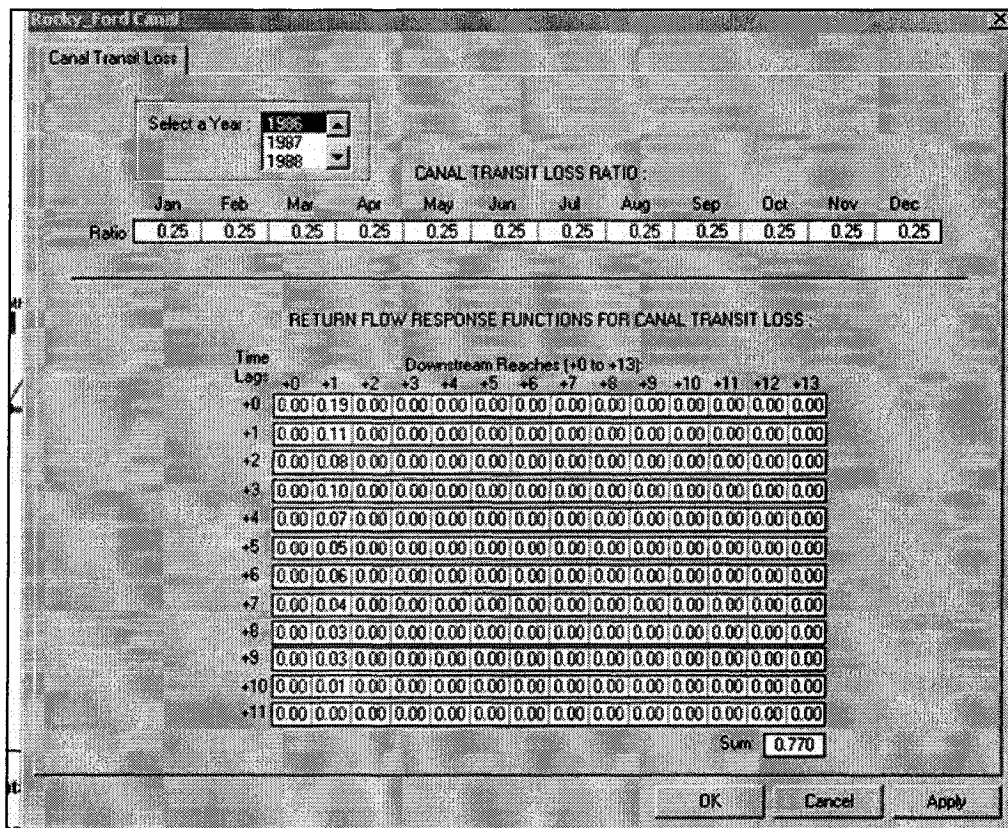 Rocky_Ford Canal
Canal Transit Loss
Select a Year :
1986
1987
1988
CANAL TRANSIT LOSS RATIO :
Jan Feb Mar Apr May Jun Jul Aug Sep Oct Nov Dec
Ratio 0.25 0.25 0.25 0.25 0.25 0.25 0.25 0.25 0.25 0.25 0.25 0.25
RETURN FLOW RESPONSE FUNCTIONS FOR CANAL TRANSIT LOSS :
Time
Lags
Downstream Reaches (+0 to +13):
+0 +1 +2 +3 +4 +5 +6 +7 +8 +9 +10 +11 +12 +13
+0 0.00 0.19 0.00 0.00 0.00 0.00 0.00 0.00 0.00 0.00 0.00 0.00 0.00 0.00
+1 0.00 0.11 0.00 0.00 0.00 0.00 0.00 0.00 0.00 0.00 0.00 0.00 0.00 0.00
+2 0.00 0.08 0.00 0.00 0.00 0.00 0.00 0.00 0.00 0.00 0.00 0.00 0.00 0.00
+3 0.00 0.10 0.00 0.00 0.00 0.00 0.00 0.00 0.00 0.00 0.00 0.00 0.00 0.00
+4 0.00 0.07 0.00 0.00 0.00 0.00 0.00 0.00 0.00 0.00 0.00 0.00 0.00 0.00
+5 0.00 0.05 0.00 0.00 0.00 0.00 0.00 0.00 0.00 0.00 0.00 0.00 0.00 0.00
+6 0.00 0.06 0.00 0.00 0.00 0.00 0.00 0.00 0.00 0.00 0.00 0.00 0.00 0.00
+7 0.00 0.04 0.00 0.00 0.00 0.00 0.00 0.00 0.00 0.00 0.00 0.00 0.00 0.00
+8 0.00 0.03 0.00 0.00 0.00 0.00 0.00 0.00 0.00 0.00 0.00 0.00 0.00 0.00
+9 0.00 0.03 0.00 0.00 0.00 0.00 0.00 0.00 0.00 0.00 0.00 0.00 0.00 0.00
+10 0.00 0.01 0.00 0.00 0.00 0.00 0.00 0.00 0.00 0.00 0.00 0.00 0.00 0.00
+11 0.00 0.00 0.00 0.00 0.00 0.00 0.00 0.00 0.00 0.00 0.00 0.00 0.00 0.00
Sum 0.770
OK Cancel Apply